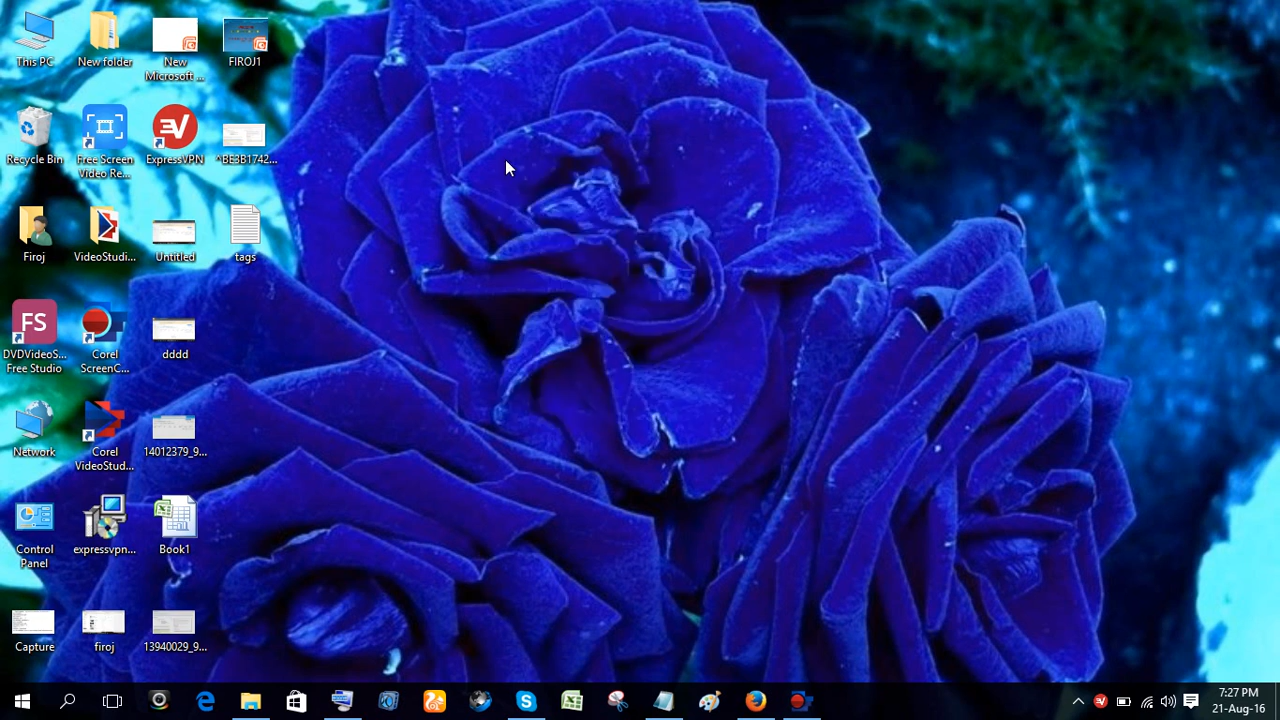 This PC
New folder
New
Microsoft ...
FIROJ1
Recycle Bin
Free Screen
Video Re...
EV
ExpressVPN
^BE3B1742...
Firoj
VideoStudi...
Untitled
tags
FS
DVDVideoS...
Free Studio
Corel
ScreenC...
dddd
Network
Corel
VideoStud...
14012379_9...
Control
Panel
expressvpn...
Book1
Capture
firoj
13940029_9...
7:27 PM
21-Aug-16